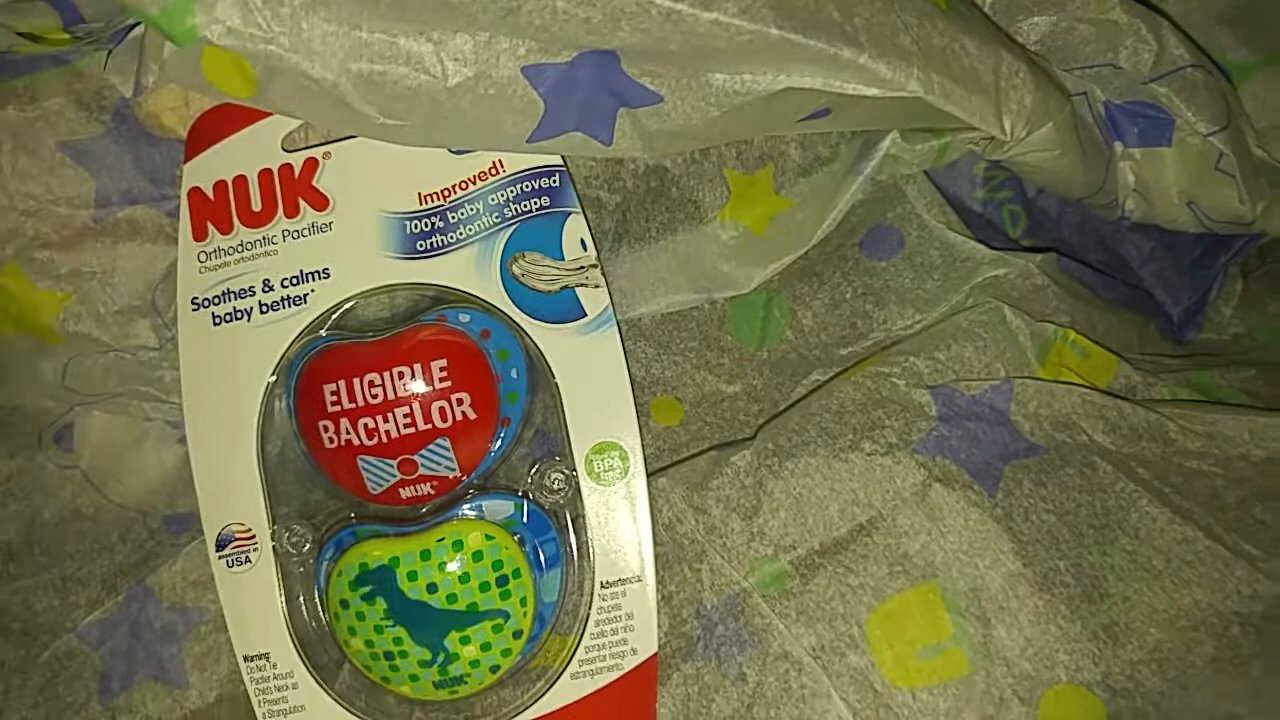 NUK®
Orthodontic Pacifier
Chupete ortodóntico
Soothes & calms
baby better*
Improved!
100% baby approved
orthodontic shape
ELIGIBLE
BACHELOR
NUK
BPA
assembled in
USA
NUK
Warning:
Do Not Tie
Pacifier Around
Child's Neck as
it Presents
a Strangulation
Advertencia:
No ate el
chupete
alrededor del
cuello del niño
porque puede
presentar riesgo de
estrangulamiento.